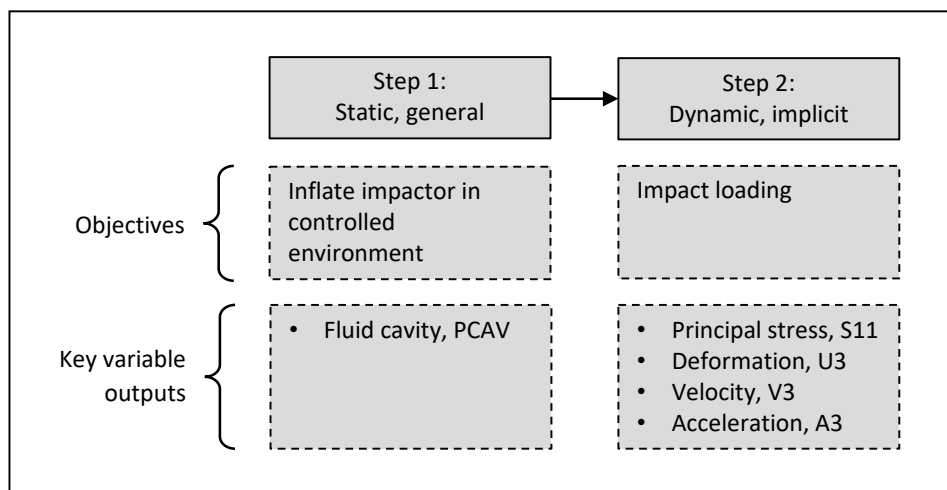 Step 1:
Static, general
Step 2:
Dynamic, implicit
Objectives
Inflate impactor in
controlled
environment
Impact loading
Key variable
outputs
• Fluid cavity, PCAV
• Principal stress, S11
• Deformation, U3
• Velocity, V3
• Acceleration, A3